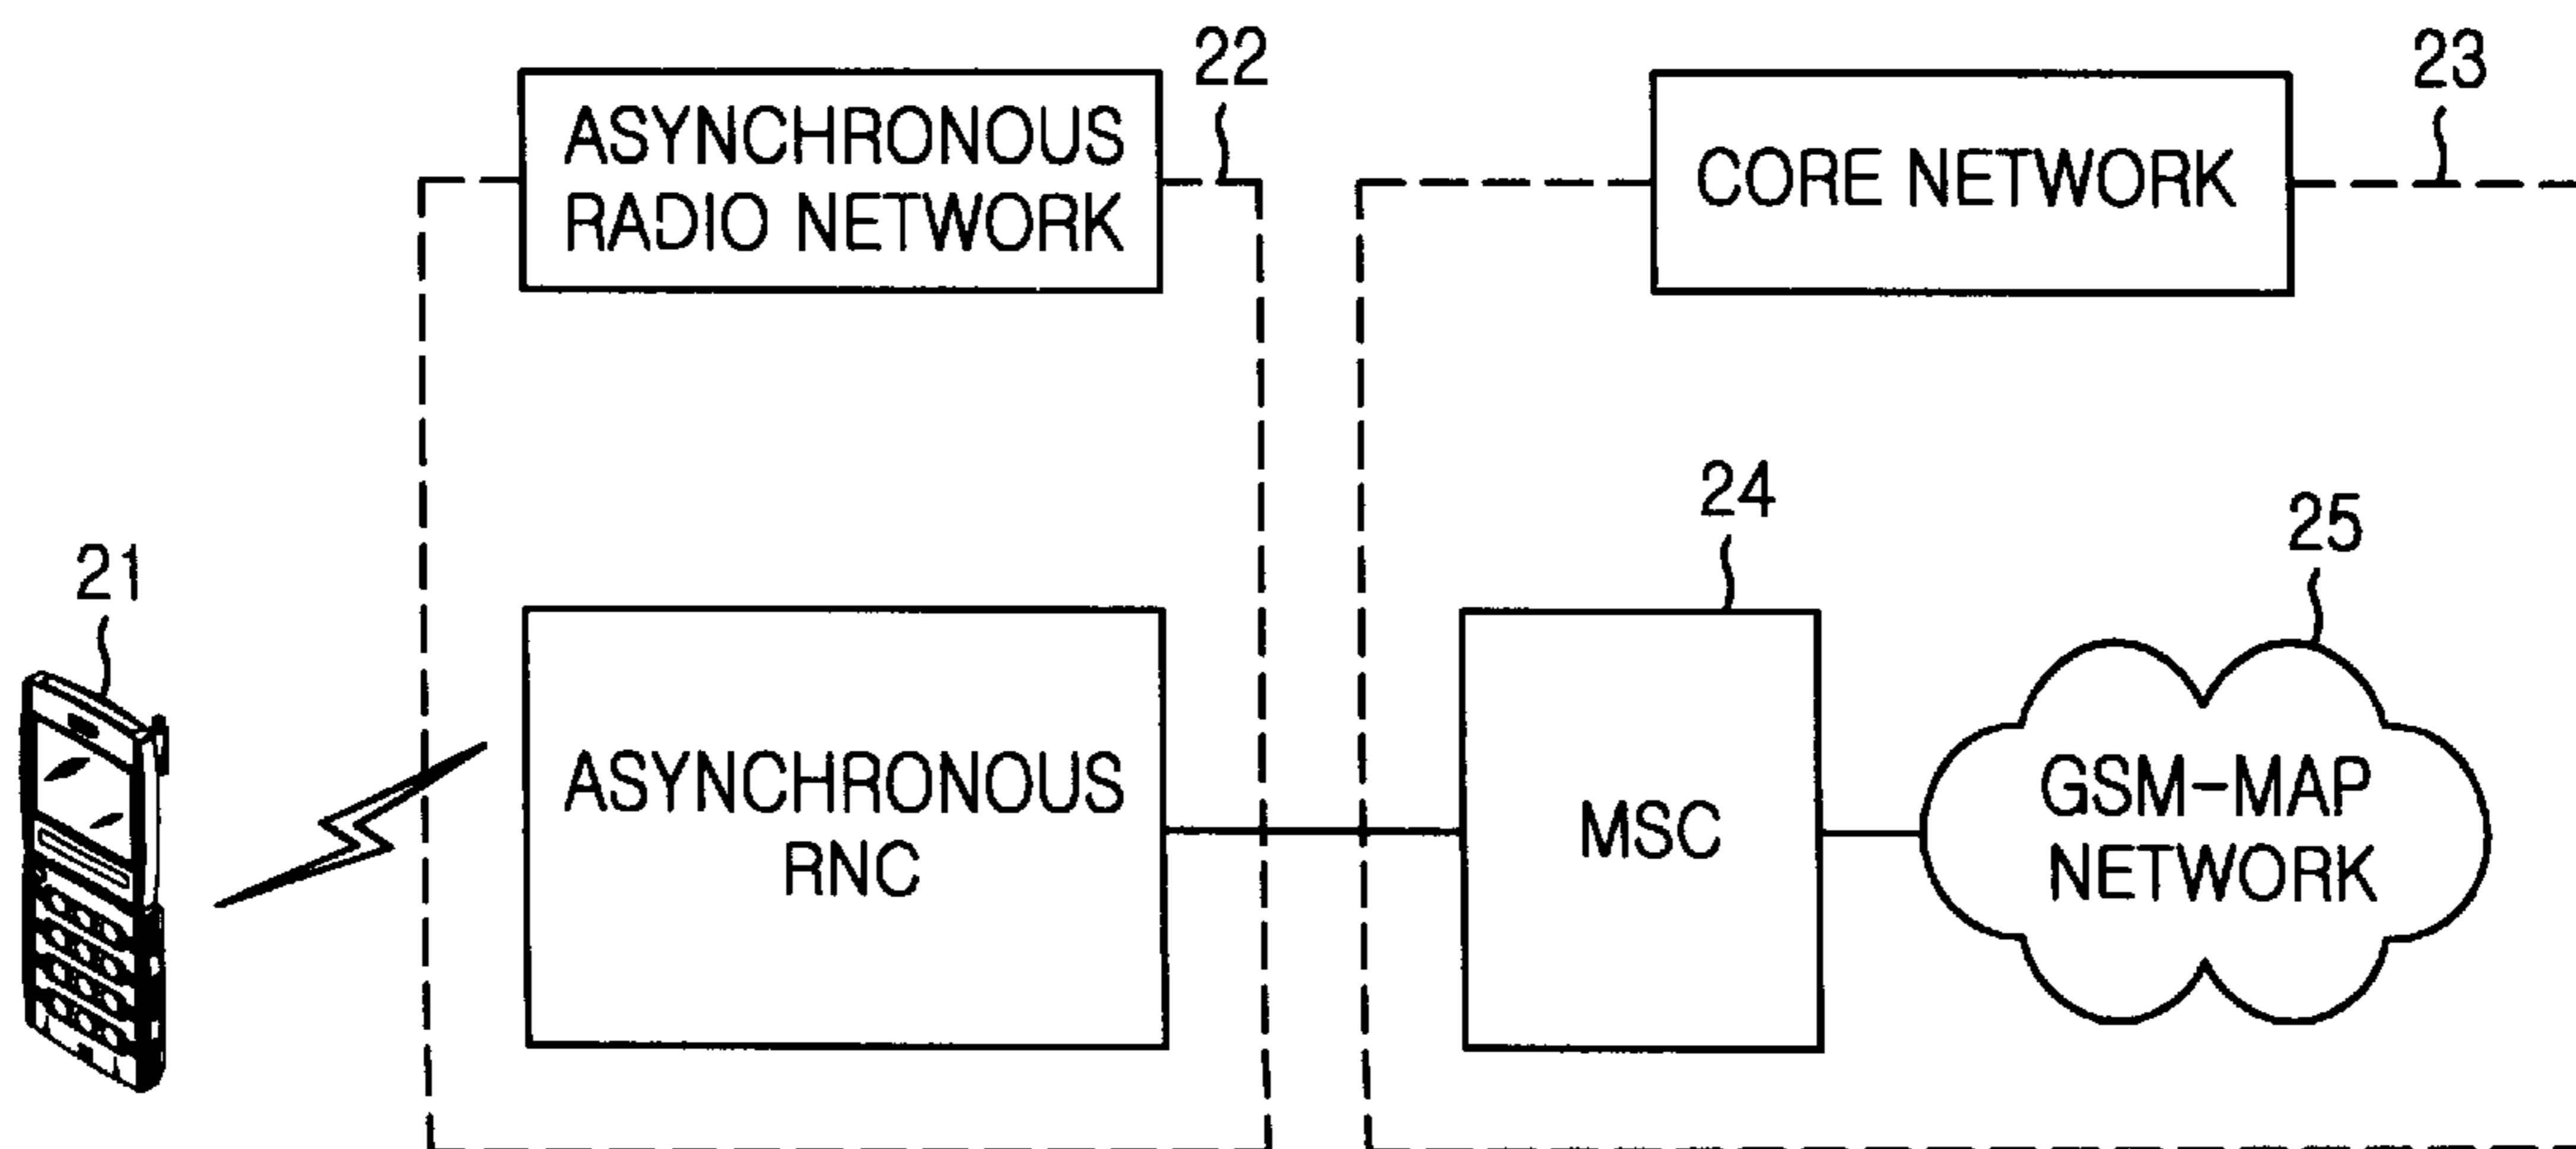 22
23
ASYNCHRONOUS
RADIO NETWORK
CORE NETWORK
24
25
21
ASYNCHRONOUS
RNC
MSC
GSM-MAP
NETWORK